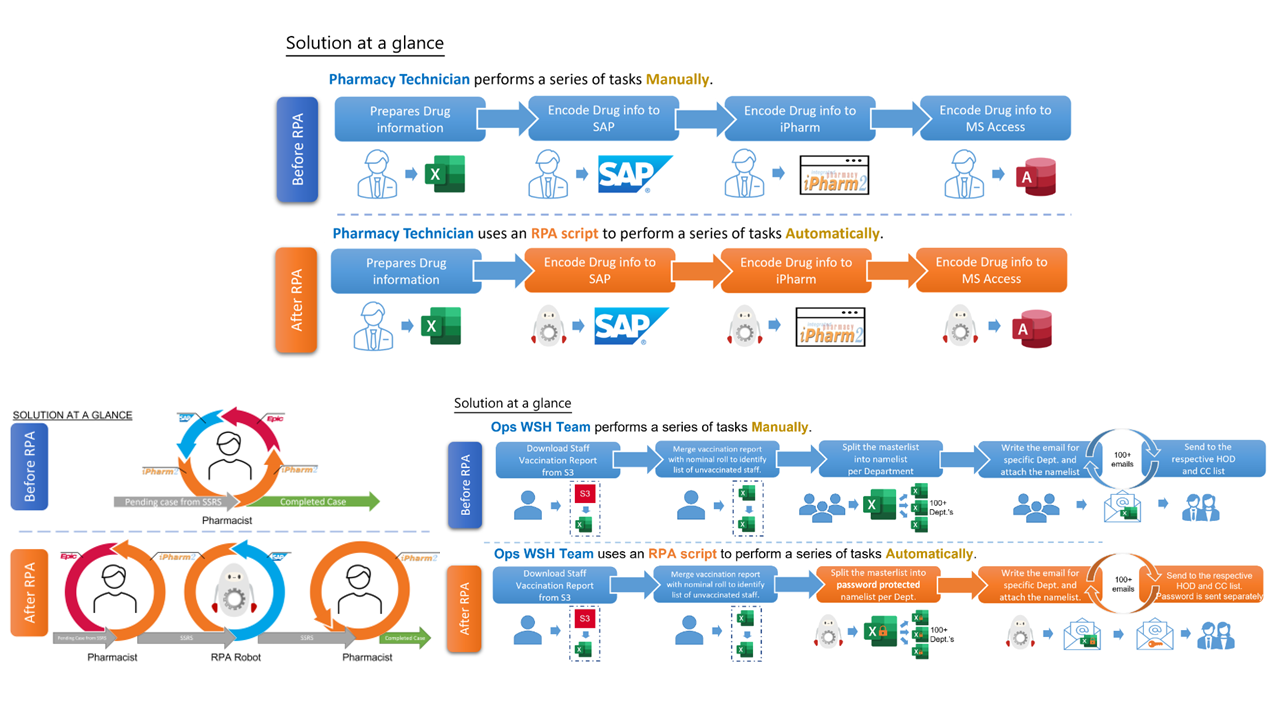 Solution at a glance
Pharmacy Technician performs a series of tasks Manually.
Before RPA
Prepares Drug
information
Encode Drug info to
SAP
Encode Drug info to
iPharm
Encode Drug info to
MS Access
X
SAP
pharmacy
iPharm2
A
Pharmacy Technician uses an RPA script to perform a series of tasks Automatically.
After RPA
Prepares Drug
information
Encode Drug info to
SAP
Encode Drug info to
iPharm
Encode Drug info to
MS Access
X
SAP
pharmacy
iPharm2
A
SOLUTION AT A GLANCE
Before RPA
SAP
Epic
iPharm2
iPharm2
Pending case from SSRS
Completed Case
Pharmacist
After RPA
Epic
iPharm2
SAP
iPharm2
Pending Case from SSRS
SSRS
SSRS
Completed Case
Pharmacist
RPA Robot
Pharmacist
Solution at a glance
Ops WSH Team performs a series of tasks Manually.
Before RPA
Download Staff
Vaccination Report
from S3
Merge vaccination report
with nominal roll to identify
list of unvaccinated staff.
Split the masterlist
into namelist
per Department
Write the email for
specific Dept. and
attach the namelist
100+
emails
Send to the
respective HOD
and CC list
S3
X
X
X
X
100+
Dept.'s
Ops WSH Team uses an RPA script to perform a series of tasks Automatically.
After RPA
Download Staff
Vaccination Report
from S3
Merge vaccination report
with nominal roll to identify
list of unvaccinated staff.
Split the masterlist into
password protected
namelist per Dept.
Write the email for
specific Dept. and
attach the namelist.
100+
emails
Send to the respective
HOD and CC list.
Password is sent separately
S3
X
X
X
X
100+
Dept.'s